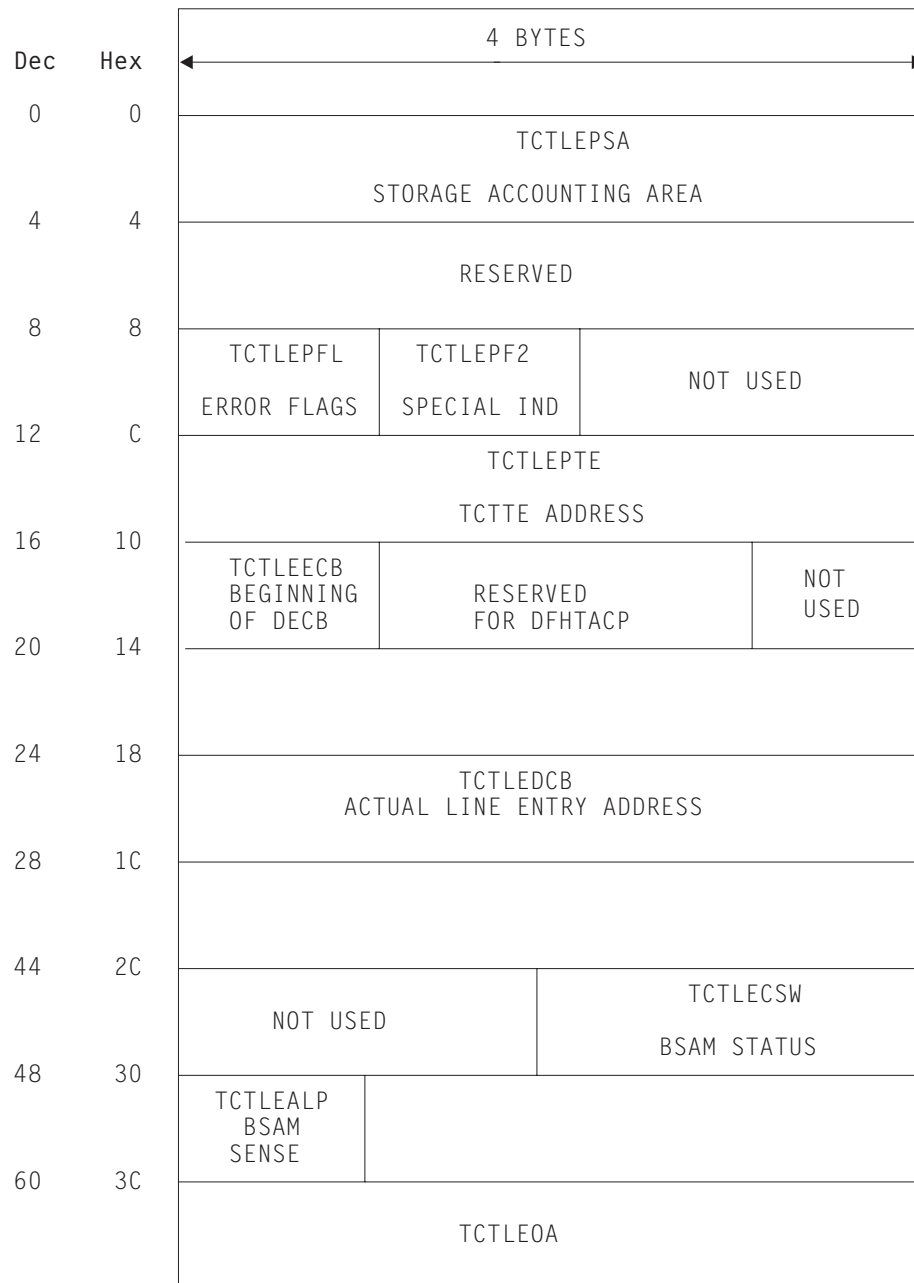 4 BYTES
Dec Hex
0 0
TCTLEPSA
STORAGE ACCOUNTING AREA
4 4
RESERVED
8 8
TCTLEPFL TCTLEPF2
NOT USED
ERROR FLAGS SPECIAL IND
12 C
TCTLEPTE
TCTTE ADDRESS
16 10
TCTLEECB
BEGINNING
OF DECB
RESERVED
FOR DFHTACP
NOT
USED
20 14
24 18
TCTLEDCB
ACTUAL LINE ENTRY ADDRESS
28 1C
44 2C
NOT USED
TCTLECSW
BSAM STATUS
48 30
TCTLEALP
BSAM
SENSE
60 3C
TCTLEOA